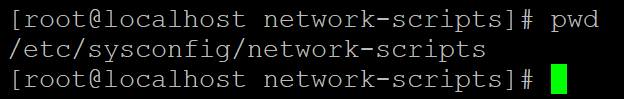 [root@localhost network-scripts]# pwd
/etc/sysconfig/network-scripts
[root@localhost network-scripts]#